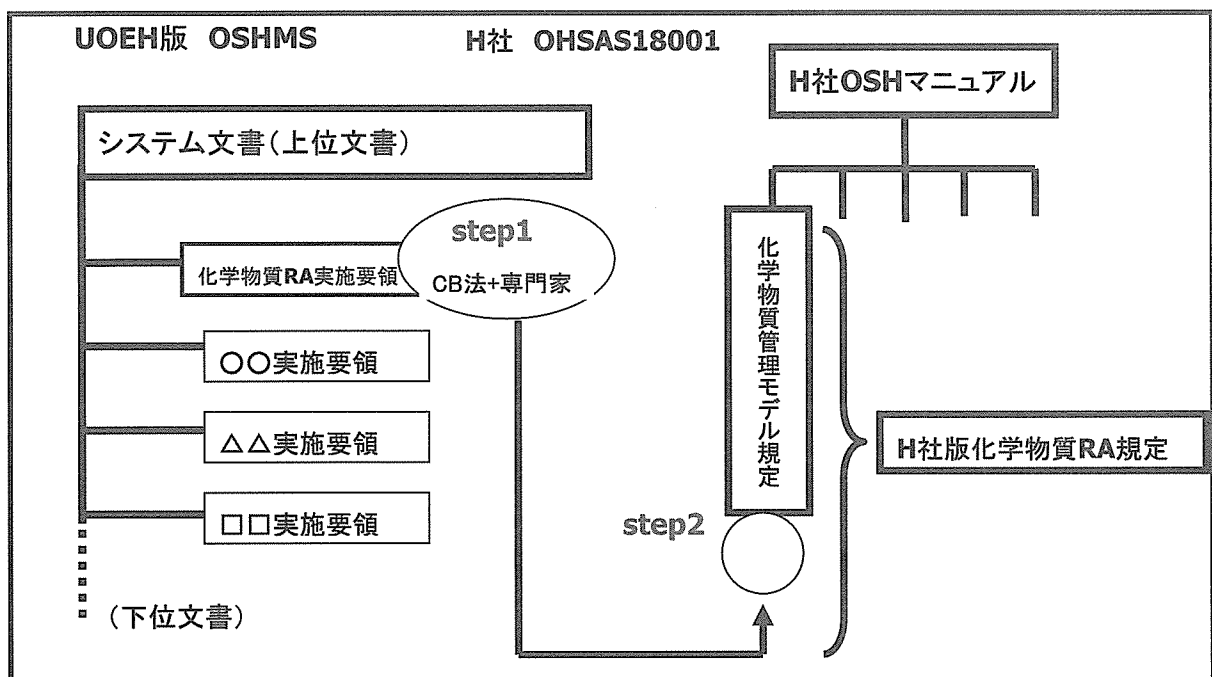 UOEH版 OSHMS
H社 OHSAS18001
H社OSHマニュアル
システム文書(上位文書)
step1
CB法+専門家
化学物質RA実施要領
○○実施要領
△△実施要領
□□実施要領
(下位文書)
化学物質管理モデル規定
step2
H社版化学物質RA規定